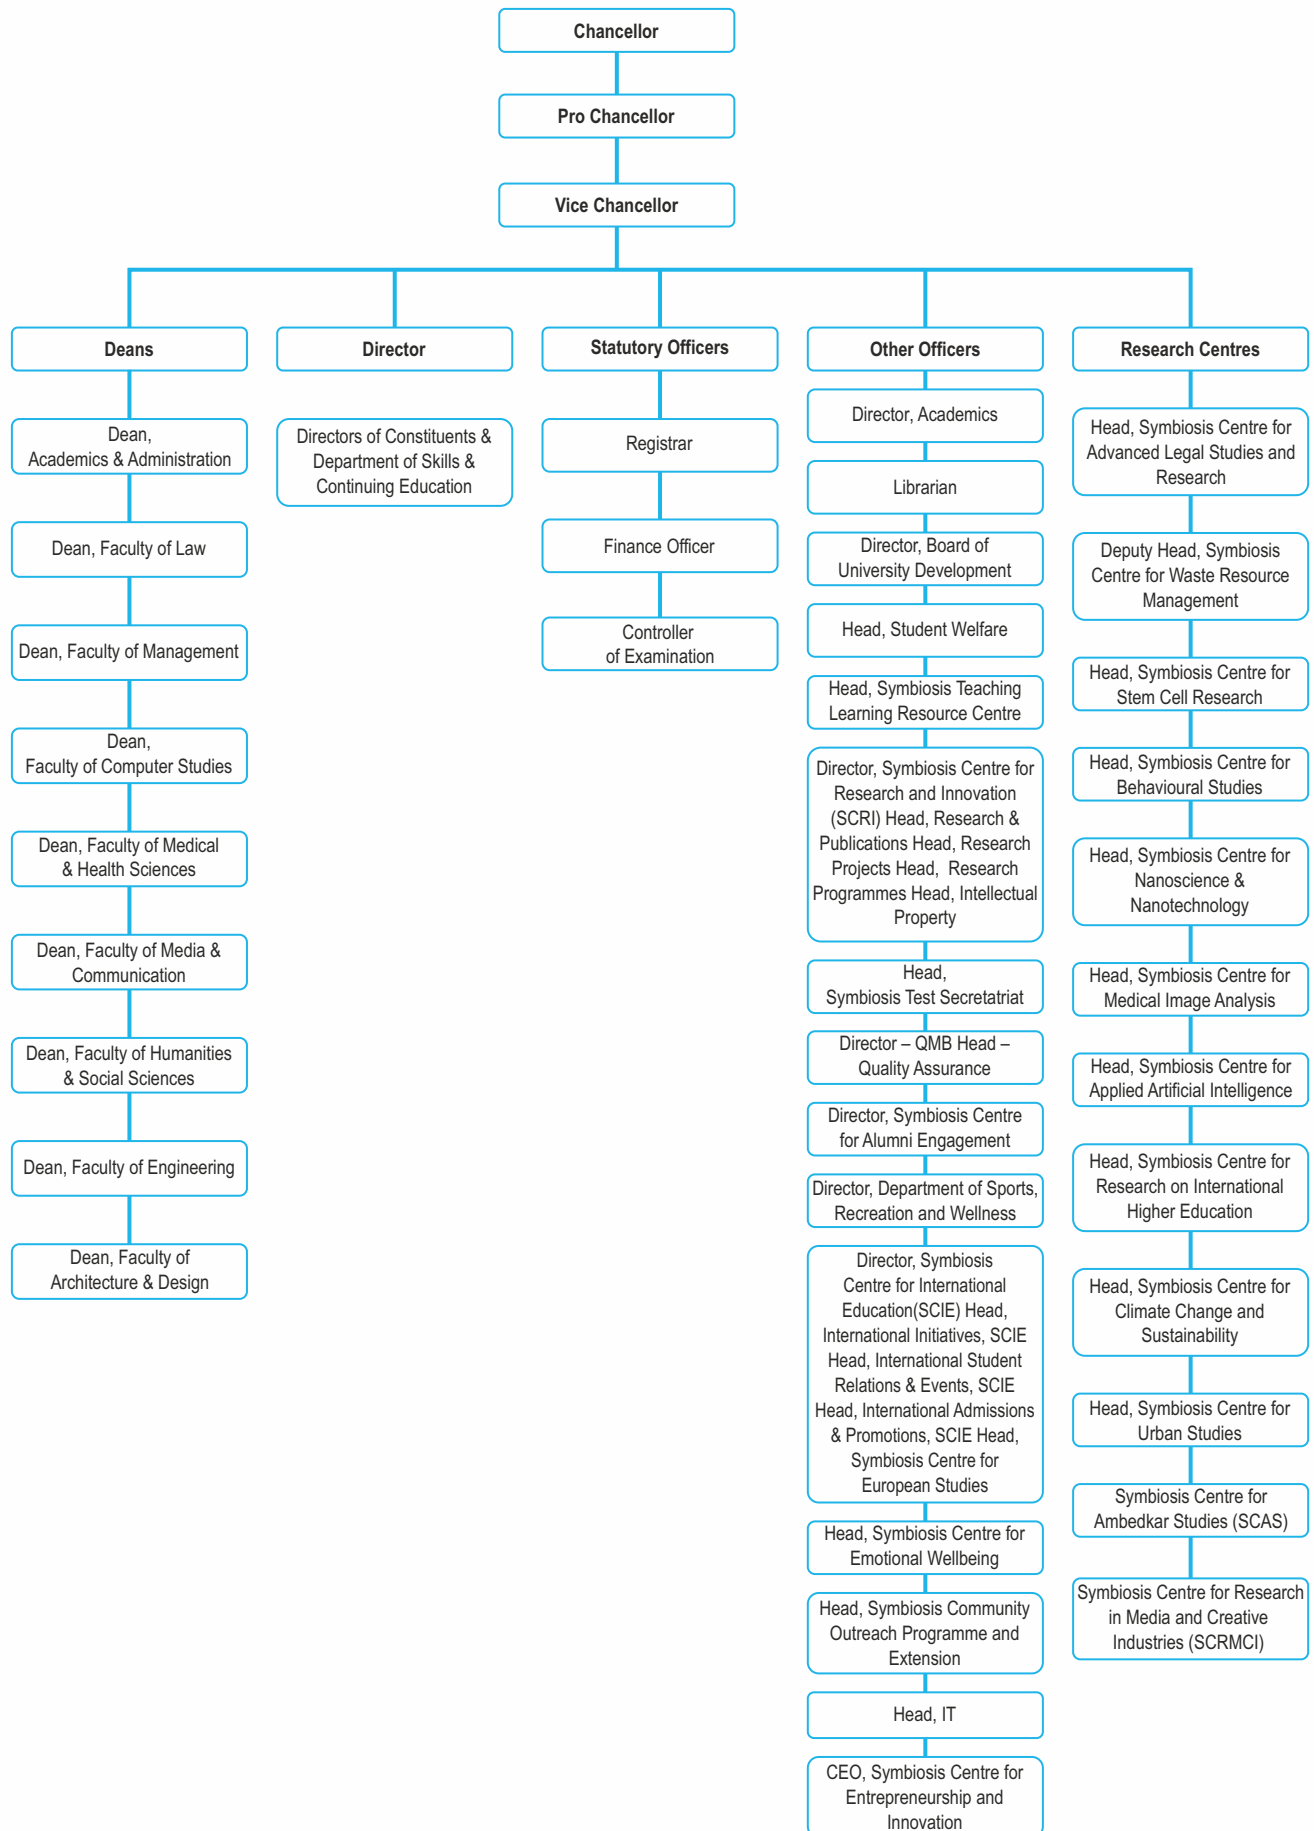 Chancellor
Pro Chancellor
Vice Chancellor
Deans
Dean,
Academics & Administration
Dean, Faculty of Law
Dean, Faculty of Management
Dean,
Faculty of Computer Studies
Dean, Faculty of Medical
& Health Sciences
Dean, Faculty of Media &
Communication
Dean, Faculty of Humanities
& Social Sciences
Dean, Faculty of Engineering
Dean, Faculty of
Architecture & Design
Director
Directors of Constituents &
Department of Skills &
Continuing Education
Statutory Officers
Registrar
Finance Officer
Controller
of Examination
Other Officers
Director, Academics
Librarian
Director, Board of
University Development
Head, Student Welfare
Head, Symbiosis Teaching
Learning Resource Centre
Director, Symbiosis Centre for
Research and Innovation
(SCRI) Head, Research &
Publications Head, Research
Projects Head, Research
Programmes Head, Intellectual
Property
Head,
Symbiosis Test Secretatriat
Director – QMB Head –
Quality Assurance
Director, Symbiosis Centre
for Alumni Engagement
Director, Department of Sports,
Recreation and Wellness
Director, Symbiosis
Centre for International
Education(SCIE) Head,
International Initiatives, SCIE
Head, International Student
Relations & Events, SCIE
Head, International Admissions
& Promotions, SCIE Head,
Symbiosis Centre for
European Studies
Head, Symbiosis Centre for
Emotional Wellbeing
Head, Symbiosis Community
Outreach Programme and
Extension
Head, IT
CEO, Symbiosis Centre for
Entrepreneurship and
Innovation
Research Centres
Head, Symbiosis Centre for
Advanced Legal Studies and
Research
Deputy Head, Symbiosis
Centre for Waste Resource
Management
Head, Symbiosis Centre for
Stem Cell Research
Head, Symbiosis Centre for
Behavioural Studies
Head, Symbiosis Centre for
Nanoscience &
Nanotechnology
Head, Symbiosis Centre for
Medical Image Analysis
Head, Symbiosis Centre for
Applied Artificial Intelligence
Head, Symbiosis Centre for
Research on International
Higher Education
Head, Symbiosis Centre for
Climate Change and
Sustainability
Head, Symbiosis Centre for
Urban Studies
Symbiosis Centre for
Ambedkar Studies (SCAS)
Symbiosis Centre for Research
in Media and Creative
Industries (SCRMCI)